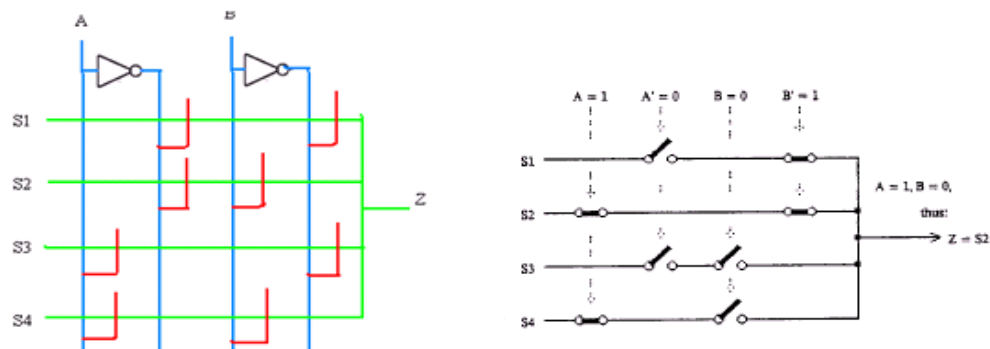 A B
S1
S2
Z
S3
S4
A = 1 A' = 0 B = 0 B' = 1
S1
A = 1, B = 0,
S2
thus:
Z = S2
S3
S4